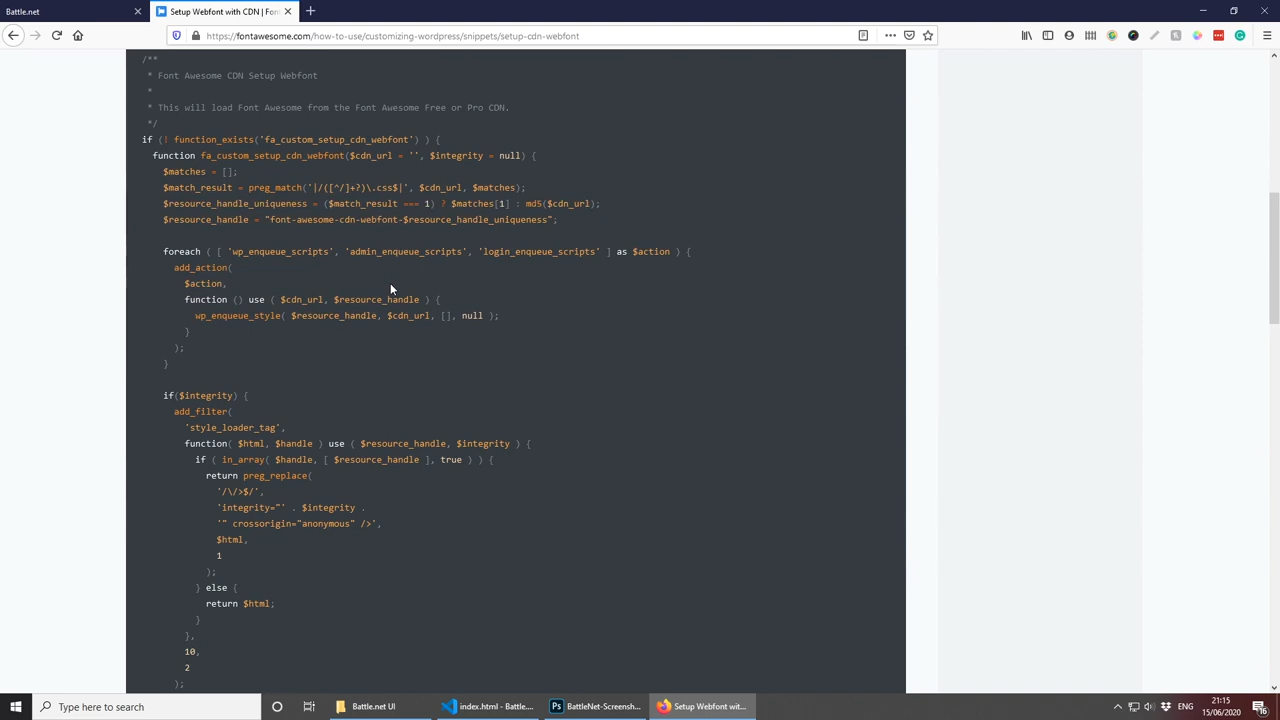 Battle.net
Setup Webfont with CDN | Fon
https://fontawesome.com/how-to-use/customizing-wordpress/snippets/setup-cdn-webfont
/**
* Font Awesome CDN Setup Webfont
*
* This will load Font Awesome from the Font Awesome Free or Pro CDN.
*/
if (! function_exists('fa_custom_setup_cdn_webfont') ) {
function fa_custom_setup_cdn_webfont($cdn_url = '', $integrity = null) {
$matches = [];
$match_result = preg_match('|/([^/]+?)\.css$|', $cdn_url, $matches);
$resource_handle_uniqueness = ($match_result === 1) ? $matches[1] : md5($cdn_url);
$resource_handle = "font-awesome-cdn-webfont-$resource_handle_uniqueness";
foreach ( [ 'wp_enqueue_scripts', 'admin_enqueue_scripts', 'login_enqueue_scripts' ] as $action ) {
add_action(
$action,
function () use ( $cdn_url, $resource_handle ) {
wp_enqueue_style( $resource_handle, $cdn_url, [], null );
}
);
}
if($integrity) {
add_filter(
'style_loader_tag',
function( $html, $handle ) use ( $resource_handle, $integrity ) {
if ( in_array( $handle, [ $resource_handle ], true ) ) {
return preg_replace(
'/\/>$/',
'integrity="' . $integrity .
'" crossorigin="anonymous" />',
$html,
1
);
} else {
return $html;
}
},
10,
2
);
Type here to search
Battle.net UI
index.html - Battle....
Ps
BattleNet-Screensh...
Setup Webfont wit...
ENG
21:15
15/06/2020
16